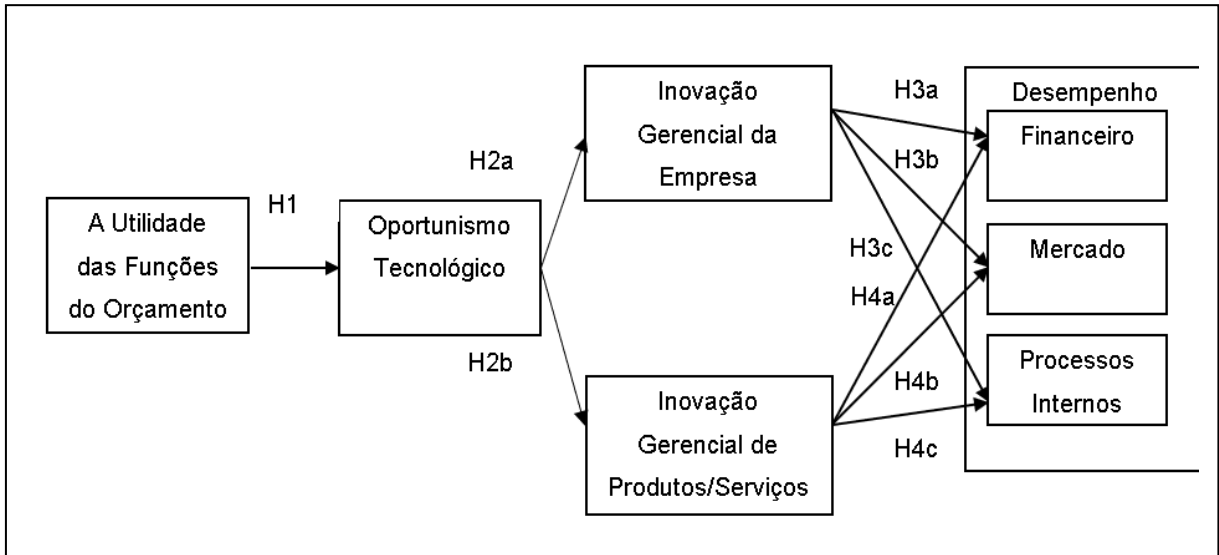 A Utilidade
das Funções
do Orçamento
H1
Oportunismo
Tecnológico
H2a
H2b
Inovação
Gerencial da
Empresa
Inovação
Gerencial de
Produtos/Serviços
H3a
H3b
H3c
H4a
H4b
H4c
Desempenho
Financeiro
Mercado
Processos
Internos